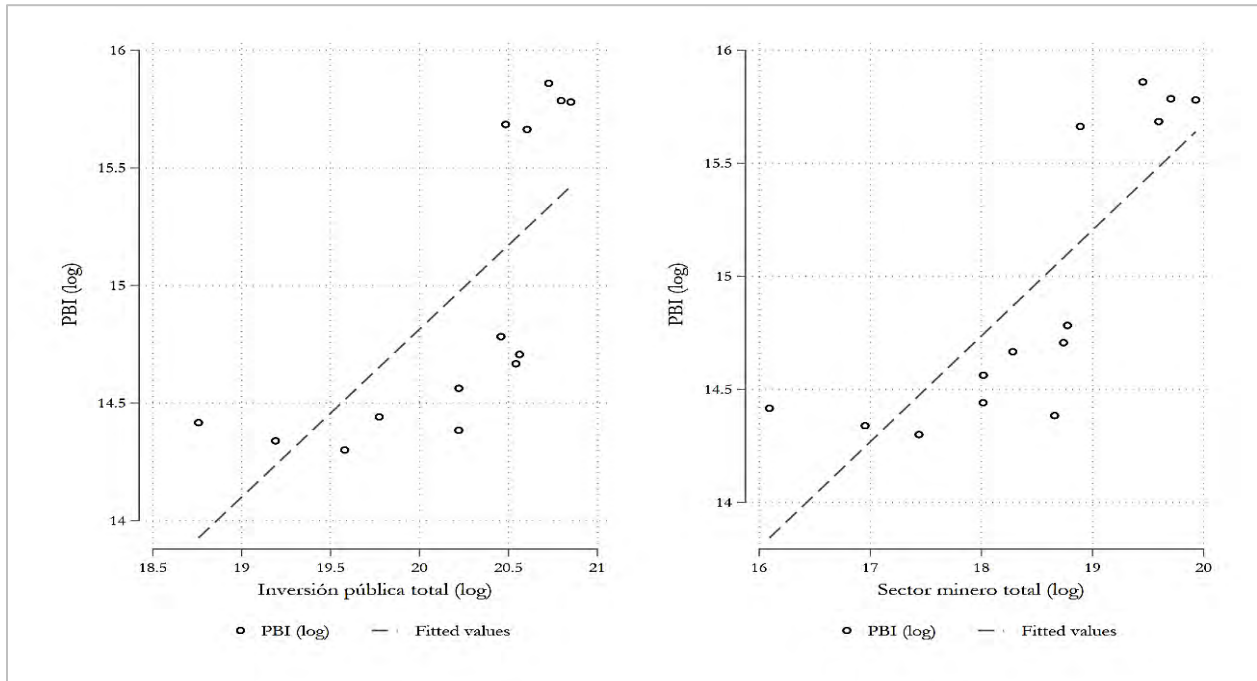 16
15.5
15
14.5
14
PBI (log)
18.5 19 19.5 20 20.5 21
Inversión pública total (log)
PBI (log) Fitted values
16
15.5
15
14.5
14
PBI (log)
16 17 18 19 20
Sector minero total (log)
PBI (log) Fitted values